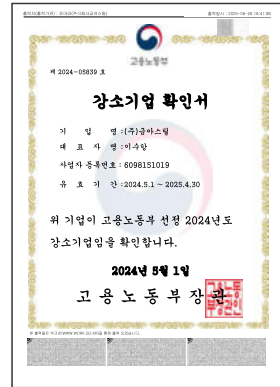 고용노동부
제 2024-05839 호
강소기업 확인서
기 업 명 :(주)금아스틸
대 표 자 명 :이수앙
사업자 등록번호 : 6098151019
유 효 기 간 :2024.5.1 ~ 2025.4.30
위 기업이 고용노동부 선정 2024년도
강소기업임을 확인합니다.
2024년 5월 1일
고 용 노 동 부 장 관